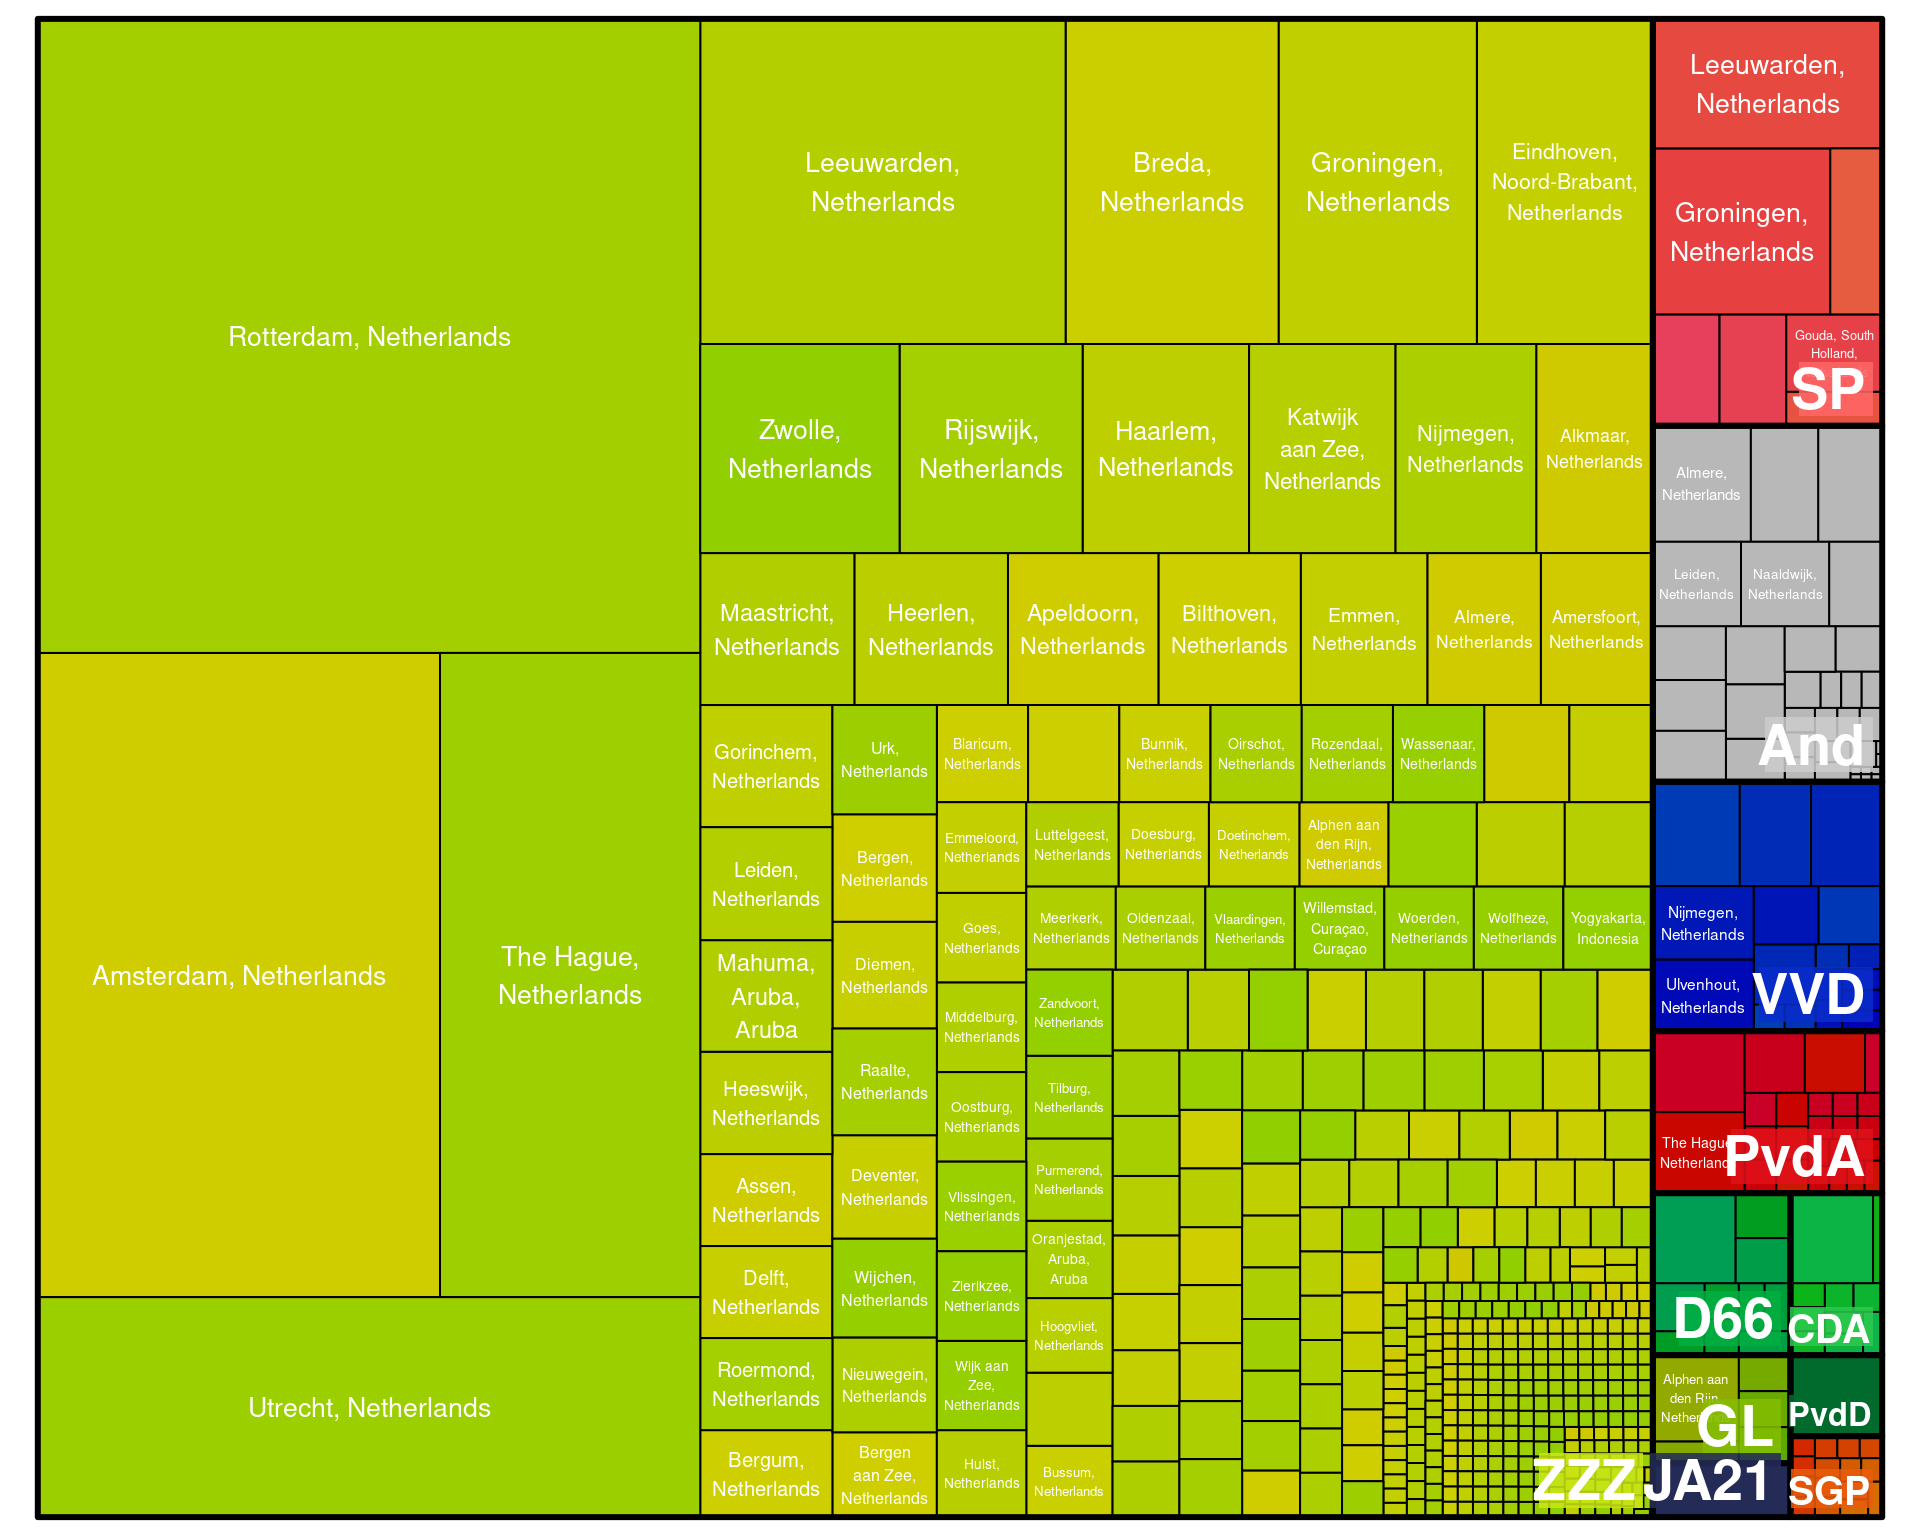 Rotterdam, Netherlands
Amsterdam, Netherlands
The Hague,
Netherlands
Utrecht, Netherlands
Leeuwarden,
Netherlands
Breda,
Netherlands
Groningen,
Netherlands
Eindhoven,
Noord-Brabant,
Netherlands
Zwolle,
Netherlands
Rijswijk,
Netherlands
Haarlem,
Netherlands
Katwijk
aan Zee,
Netherlands
Nijmegen,
Netherlands
Alkmaar,
Netherlands
Maastricht,
Netherlands
Heerlen,
Netherlands
Apeldoorn,
Netherlands
Bilthoven,
Netherlands
Emmen,
Netherlands
Almere,
Netherlands
Amersfoort,
Netherlands
Gorinchem,
Netherlands
Leiden,
Netherlands
Mahuma,
Aruba,
Aruba
Heeswijk,
Netherlands
Assen,
Netherlands
Delft,
Netherlands
Roermond,
Netherlands
Bergum,
Netherlands
Urk,
Netherlands
Bergen,
Netherlands
Diemen,
Netherlands
Raalte,
Netherlands
Deventer,
Netherlands
Wijchen,
Netherlands
Nieuwegein,
Netherlands
Bergen
aan Zee,
Netherlands
Blaricum,
Netherlands
Emmeloord,
Netherlands
Goes,
Netherlands
Middelburg,
Netherlands
Oostburg,
Netherlands
Vlissingen,
Netherlands
Zierikzee,
Netherlands
Wijk aan
Zee,
Netherlands
Hulst,
Netherlands
Bunnik,
Netherlands
Oirschot,
Netherlands
Rozendaal,
Netherlands
Wassenaar,
Netherlands
Luttelgeest,
Netherlands
Doesburg,
Netherlands
Doetinchem,
Netherlands
Alphen aan
den Rijn,
Netherlands
Meerkerk,
Netherlands
Oldenzaal,
Netherlands
Vlaardingen,
Netherlands
Willemstad,
Curaçao,
Curaçao
Woerden,
Netherlands
Wolfheze,
Netherlands
Yogyakarta,
Indonesia
Zandvoort,
Netherlands
Tilburg,
Netherlands
Purmerend,
Netherlands
Oranjestad,
Aruba,
Aruba
Hoogvliet,
Netherlands
Bussum,
Netherlands
ZZZ
Leeuwarden,
Netherlands
Groningen,
Netherlands
Gouda, South
Holland,
SP
Almere,
Netherlands
Leiden,
Netherlands
Naaldwijk,
Netherlands
And
Nijmegen,
Netherlands
Ulvenhout,
Netherlands
VVD
The Hague
PvdA
D66
CDA
Alphen aan
den Rijn,
GL
PvdD
JA21
SGP